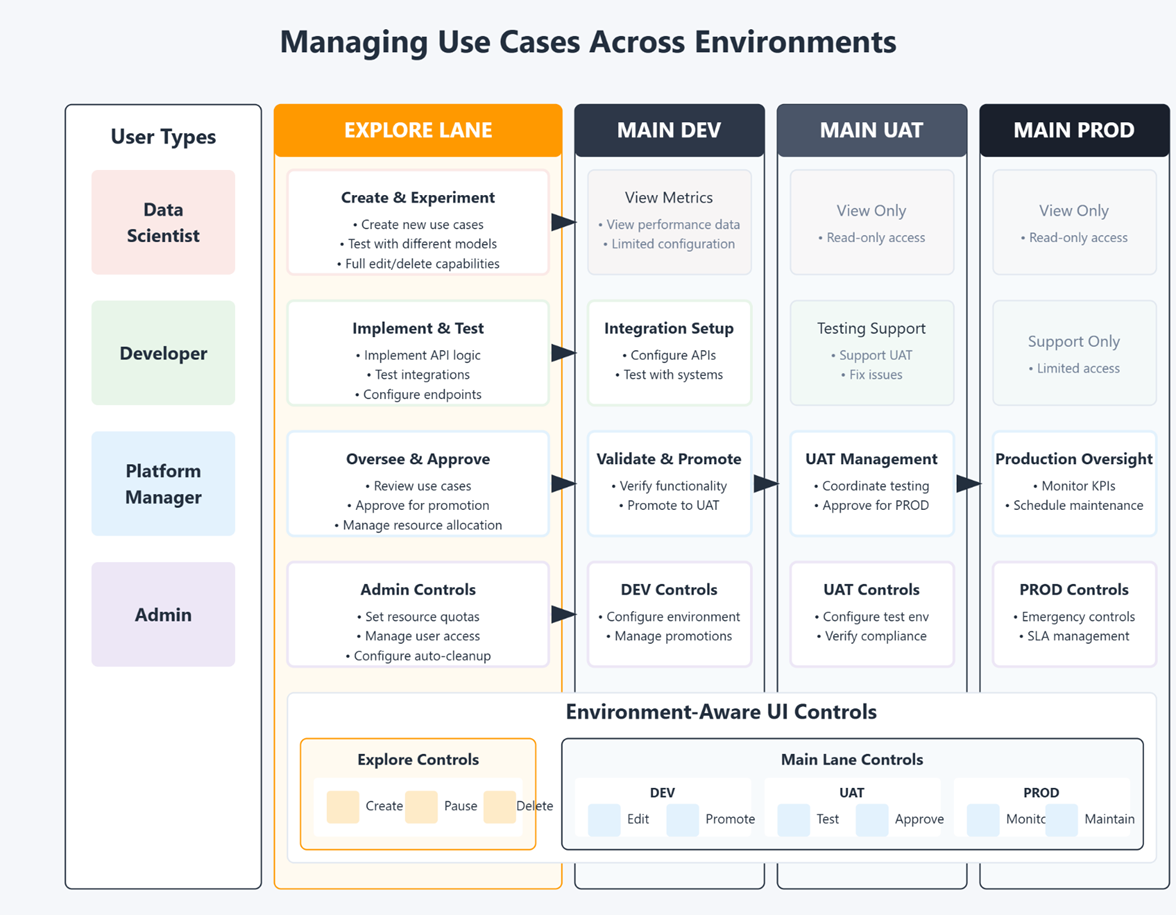 Managing Use Cases Across Environments
User Types
EXPLORE LANE
MAIN DEV
MAIN UAT
MAIN PROD
Data
Scientist
Create & Experiment
• Create new use cases
• Test with different models
• Full edit/delete capabilities
View Metrics
• View performance data
• Limited configuration
View Only
• Read-only access
View Only
• Read-only access
Developer
Implement & Test
• Implement API logic
• Test integrations
• Configure endpoints
Integration Setup
• Configure APIs
• Test with systems
Testing Support
• Support UAT
• Fix issues
Support Only
• Limited access
Platform
Manager
Oversee & Approve
• Review use cases
• Approve for promotion
• Manage resource allocation
Validate & Promote
• Verify functionality
• Promote to UAT
UAT Management
• Coordinate testing
• Approve for PROD
Production Oversight
• Monitor KPIs
• Schedule maintenance
Admin
Admin Controls
• Set resource quotas
• Manage user access
• Configure auto-cleanup
DEV Controls
• Configure environment
• Manage promotions
UAT Controls
• Configure test env
• Verify compliance
PROD Controls
• Emergency controls
• SLA management
Environment-Aware UI Controls
Explore Controls
Create
Pause
Delete
Main Lane Controls
DEV
Edit
Promote
UAT
Test
Approve
PROD
Monito
Maintain